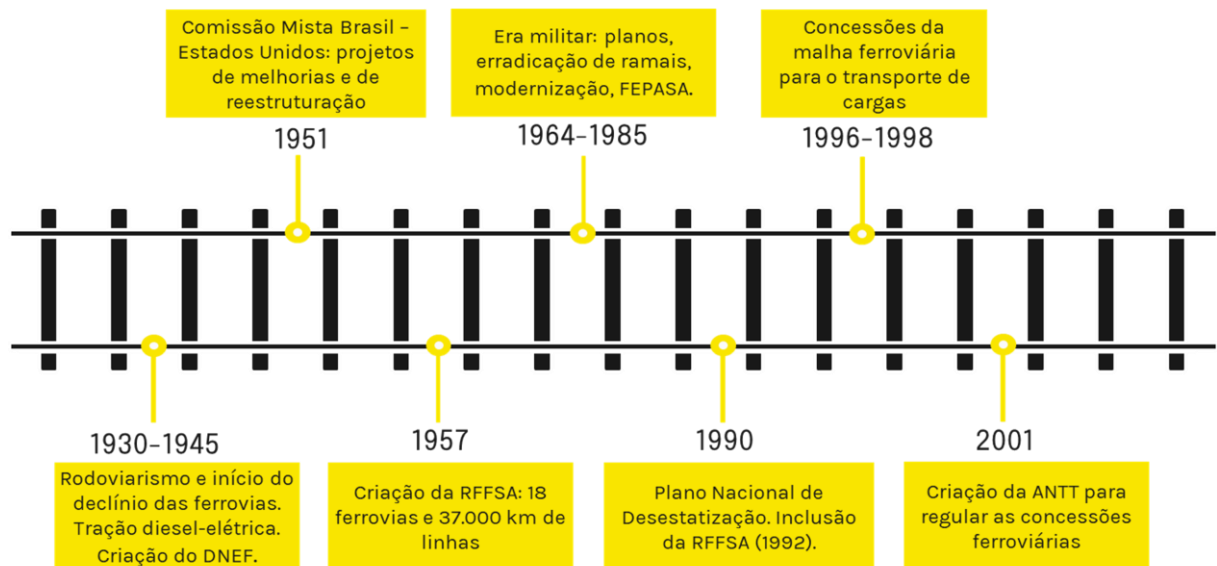 Comissão Mista Brasil –
Estados Unidos: projetos
de melhorias e de
reestruturação
1951
Era militar: planos,
erradicação de ramais,
modernização, FEPASA.
1964-1985
Concessões da
malha ferroviária
para o transporte de
cargas
1996-1998
1930-1945
Rodoviarismo e início do
declínio das ferrovias.
Tração diesel-elétrica.
Criação do DNEF.
1957
Criação da RFFSA: 18
ferrovias e 37.000 km de
linhas
1990
Plano Nacional de
Desestatização. Inclusão
da RFFSA (1992).
2001
Criação da ANTT para
regular as concessões
ferroviárias